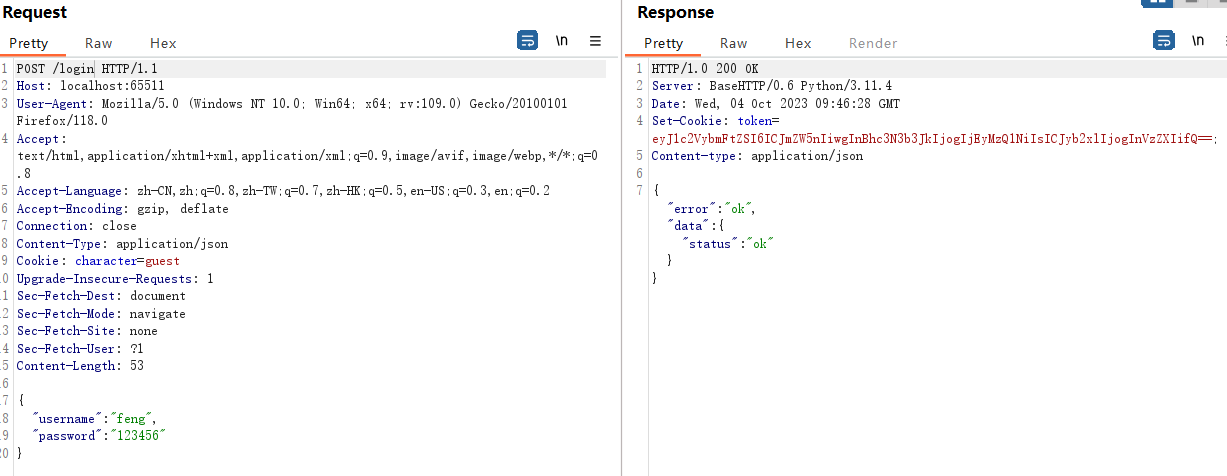 Request
Pretty Raw Hex \n
1 POST /login HTTP/1.1
2 Host: localhost:65511
3 User-Agent: Mozilla/5.0 (Windows NT 10.0; Win64; x64; rv:109.0) Gecko/20100101
Firefox/118.0
4 Accept:
text/html,application/xhtml+xml,application/xml;q=0.9,image/avif,image/webp,*/*;q=0
.8
5 Accept-Language: zh-CN,zh;q=0.8,zh-TW;q=0.7,zh-HK;q=0.5,en-US;q=0.3,en;q=0.2
6 Accept-Encoding: gzip, deflate
7 Connection: close
8 Content-Type: application/json
9 Cookie: character=guest
0 Upgrade-Insecure-Requests: 1
1 Sec-Fetch-Dest: document
2 Sec-Fetch-Mode: navigate
3 Sec-Fetch-Site: none
4 Sec-Fetch-User: ?1
5 Content-Length: 53
6
7 {
8 "username":"feng",
9 "password":"123456"
20 }
Response
Pretty Raw Hex Render \n
1 HTTP/1.0 200 OK
2 Server: BaseHTTP/0.6 Python/3.11.4
3 Date: Wed, 04 Oct 2023 09:46:28 GMT
4 Set-Cookie: token=
eyJ1c2VybmFtZSI6ICJmZW5nIiwgInBhc3N3b3JkIjogIjEyMzQ1NiIsICJyb2xlIjogInVzZXIifQ==;
5 Content-type: application/json
6
7 {
"error":"ok",
"data":{
"status":"ok"
}
}